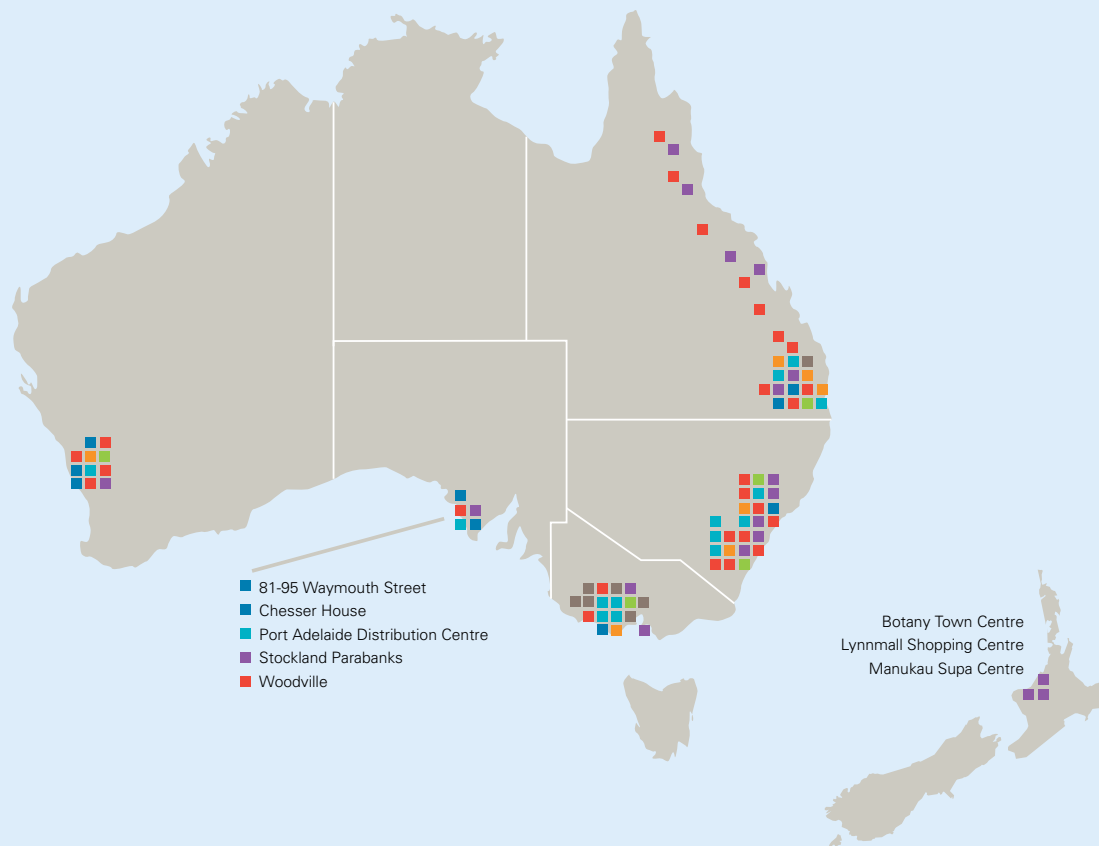 81-95 Waymouth Street
Chesser House
Port Adelaide Distribution Centre
Stockland Parabanks
Woodville
Botany Town Centre
Lynnmall Shopping Centre
Manukau Supa Centre